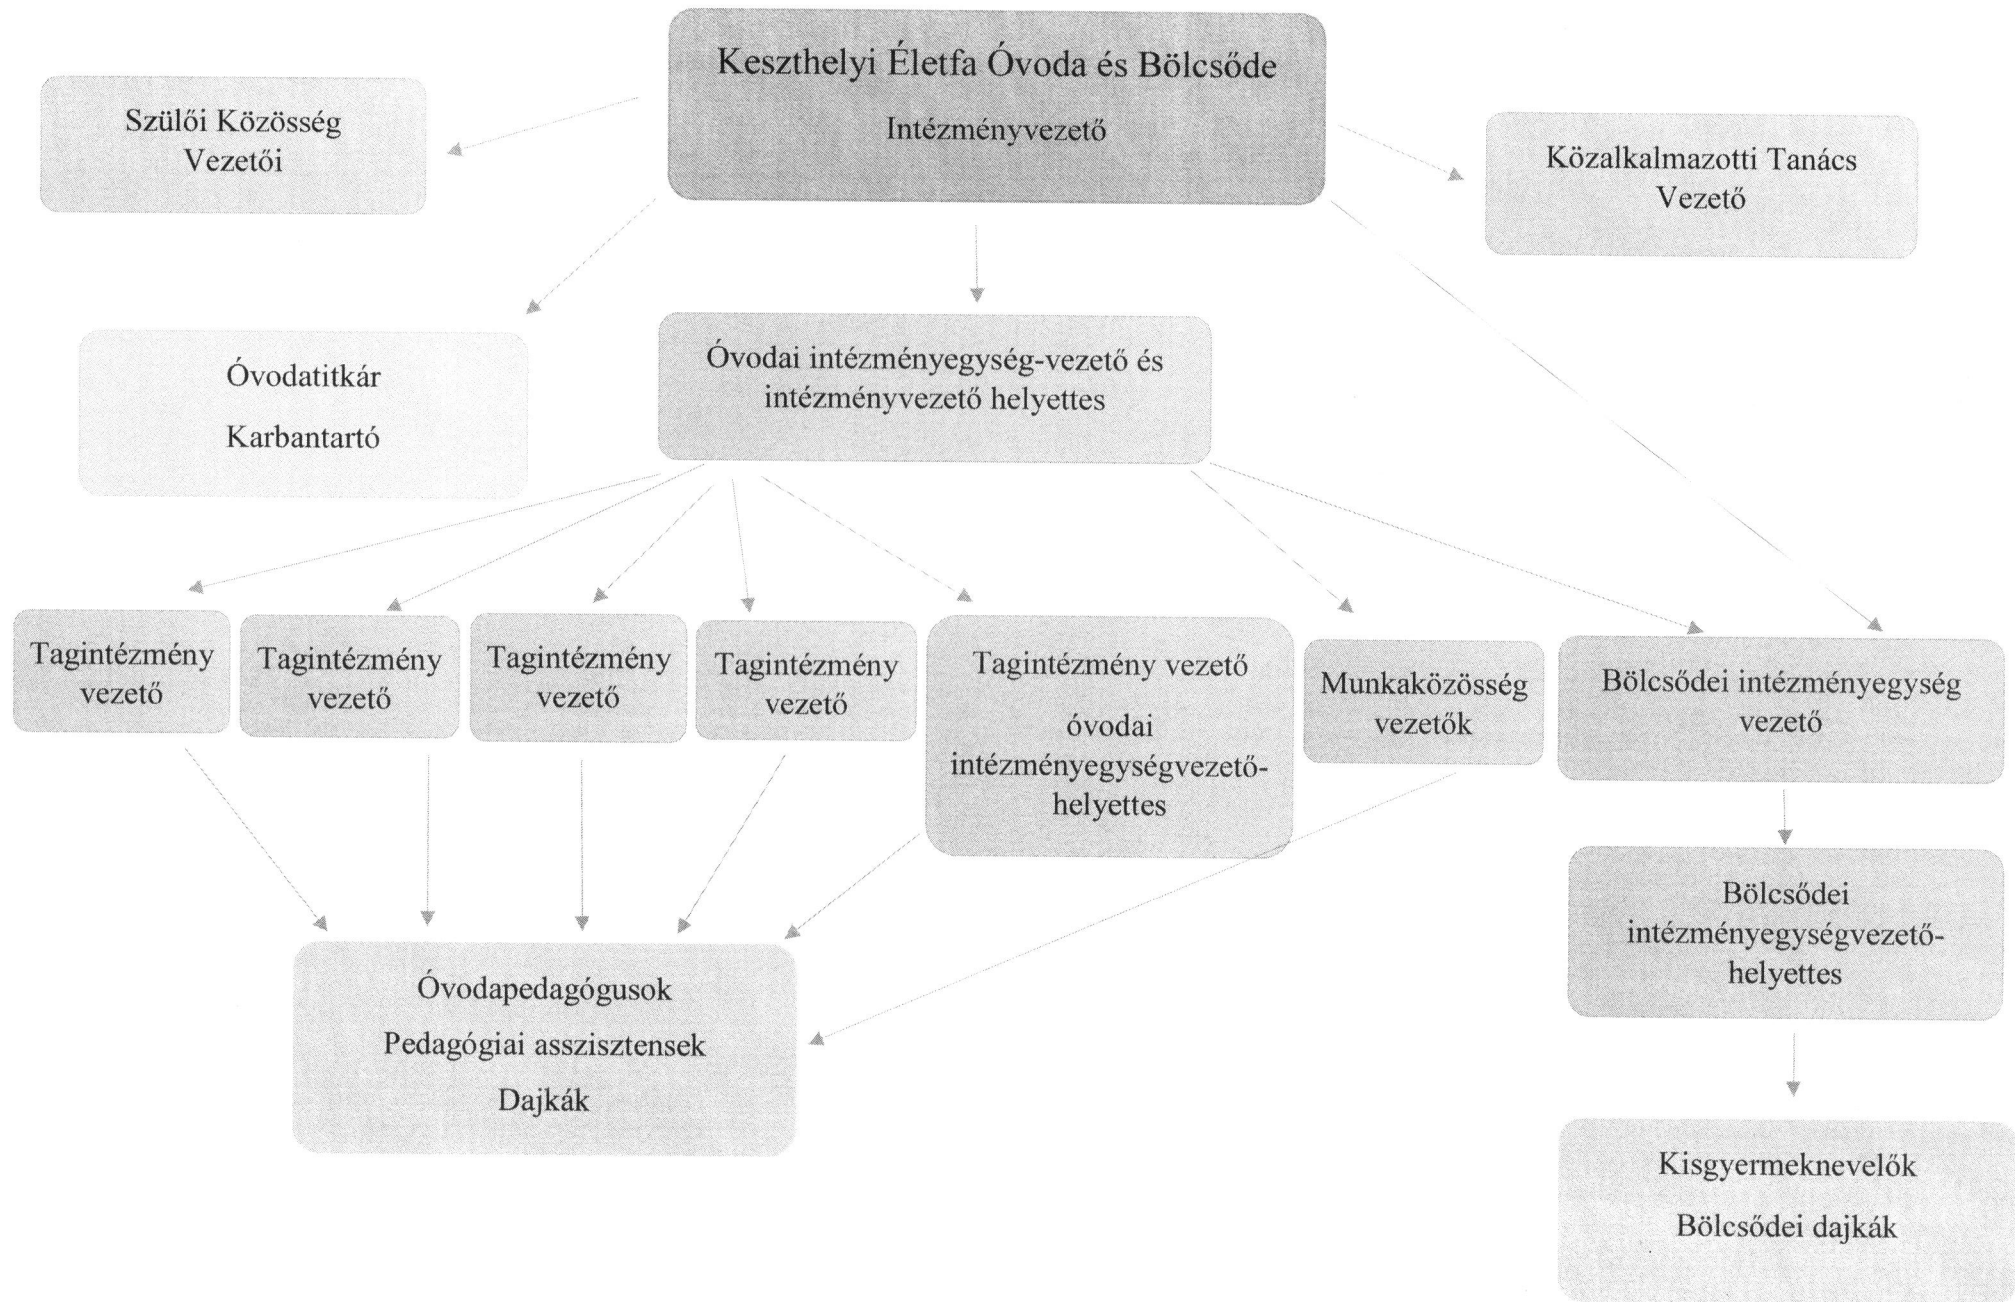 Keszthelyi Életfa Óvoda és Bölcsőde
Intézményvezető
Szülői Közösség
Vezetői
Közalkalmazotti Tanács
Vezető
Óvodatitkár
Karbantartó
Óvodai intézményegység-vezető és
intézményvezető helyettes
Tagintézmény
vezető
Tagintézmény
vezető
Tagintézmény
vezető
Tagintézmény
vezető
Tagintézmény vezető
óvodai
intézményegységvezető-
helyettes
Munkaközösség
vezetők
Bölcsődei intézményegység
vezető
Bölcsődei
intézményegységvezető-
helyettes
Óvodapedagógusok
Pedagógiai asszisztensek
Dajkák
Kisgyermeknevelők
Bölcsődei dajkák